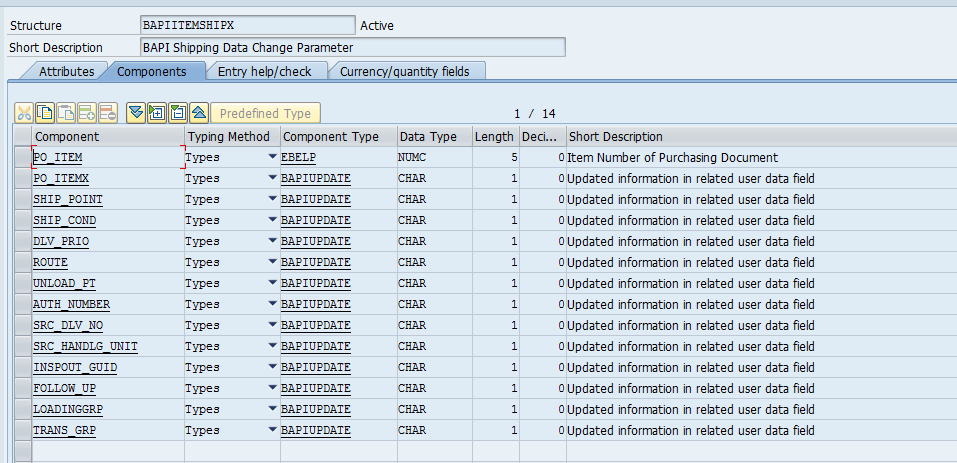 Structure BAPIITEMSHIPX Active
Short Description BAPI Shipping Data Change Parameter
Attributes Components Entry help/check Currency/quantity fields
Predefined Type 1 / 14
Component Typing Method Component Type Data Type Length Deci... Short Description
PO_ITEM Types EBELP NUMC 5 0 Item Number of Purchasing Document
PO_ITEMX Types BAPIUPDATE CHAR 1 0 Updated information in related user data field
SHIP_POINT Types BAPIUPDATE CHAR 1 0 Updated information in related user data field
SHIP_COND Types BAPIUPDATE CHAR 1 0 Updated information in related user data field
DLV_PRIO Types BAPIUPDATE CHAR 1 0 Updated information in related user data field
ROUTE Types BAPIUPDATE CHAR 1 0 Updated information in related user data field
UNLOAD_PT Types BAPIUPDATE CHAR 1 0 Updated information in related user data field
AUTH_NUMBER Types BAPIUPDATE CHAR 1 0 Updated information in related user data field
SRC_DLV_NO Types BAPIUPDATE CHAR 1 0 Updated information in related user data field
SRC_HANDLG_UNIT Types BAPIUPDATE CHAR 1 0 Updated information in related user data field
INSPOUT_GUID Types BAPIUPDATE CHAR 1 0 Updated information in related user data field
FOLLOW_UP Types BAPIUPDATE CHAR 1 0 Updated information in related user data field
LOADINGGRP Types BAPIUPDATE CHAR 1 0 Updated information in related user data field
TRANS_GRP Types BAPIUPDATE CHAR 1 0 Updated information in related user data field